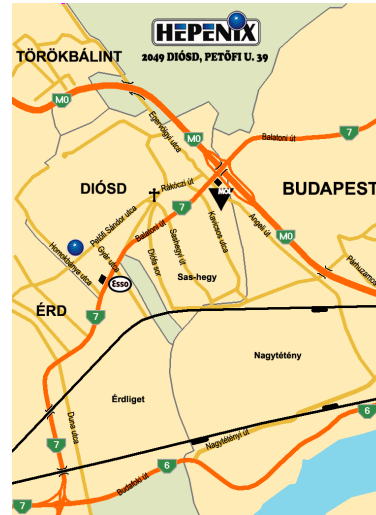 HEPENIX
2049 DIÓSD, PETŐFI U. 39
TÖRÖKBÁLINT
M0
Egervölgyi utca
M0
Balatoni út
7
DIÓSD
Rákóczi út
MOL
BUDAPEST
7
Petőfi Sándor utca
Balatoni út
Kavicsos utca
Angeli út
M0
Gyár utca
Sashegyi út
Diófa sor
Homokbánya utca
Sas-hegy
Párhuzamos
Esso
ÉRD
7
Nagytétény
Érdliget
Duna utca
6
7
Nagytétényi út
6
Budafoki út
7